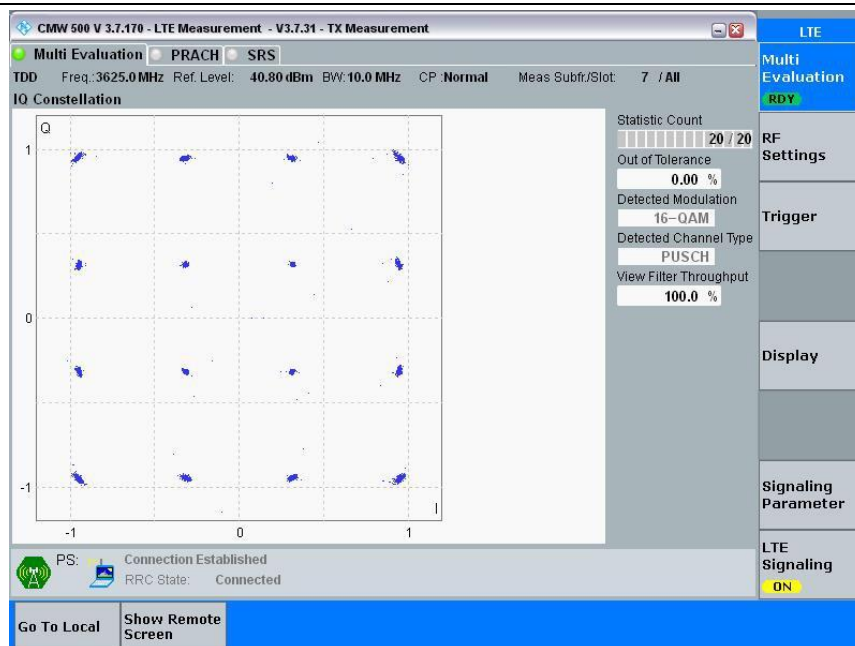 CMW 500 V 3.7.170 - LTE Measurement - V3.7.31 - TX Measurement
LTE
Multi Evaluation PRACH SRS
TDD Freq.:3625.0 MHz Ref. Level: 40.80 dBm BW:10.0 MHz CP :Normal Meas Subfr./Slot: 7 / All
IQ Constellation
Multi
Evaluation
RDY
Q
1
0
-1
-1 0 1
I
Statistic Count
20 / 20
Out of Tolerance
0.00 %
Detected Modulation
16-QAM
Detected Channel Type
PUSCH
View Filter Throughput
100.0 %
RF
Settings
Trigger
Display
Signaling
Parameter
LTE
Signaling
ON
PS: Connection Established
RRC State: Connected
Go To Local
Show Remote
Screen